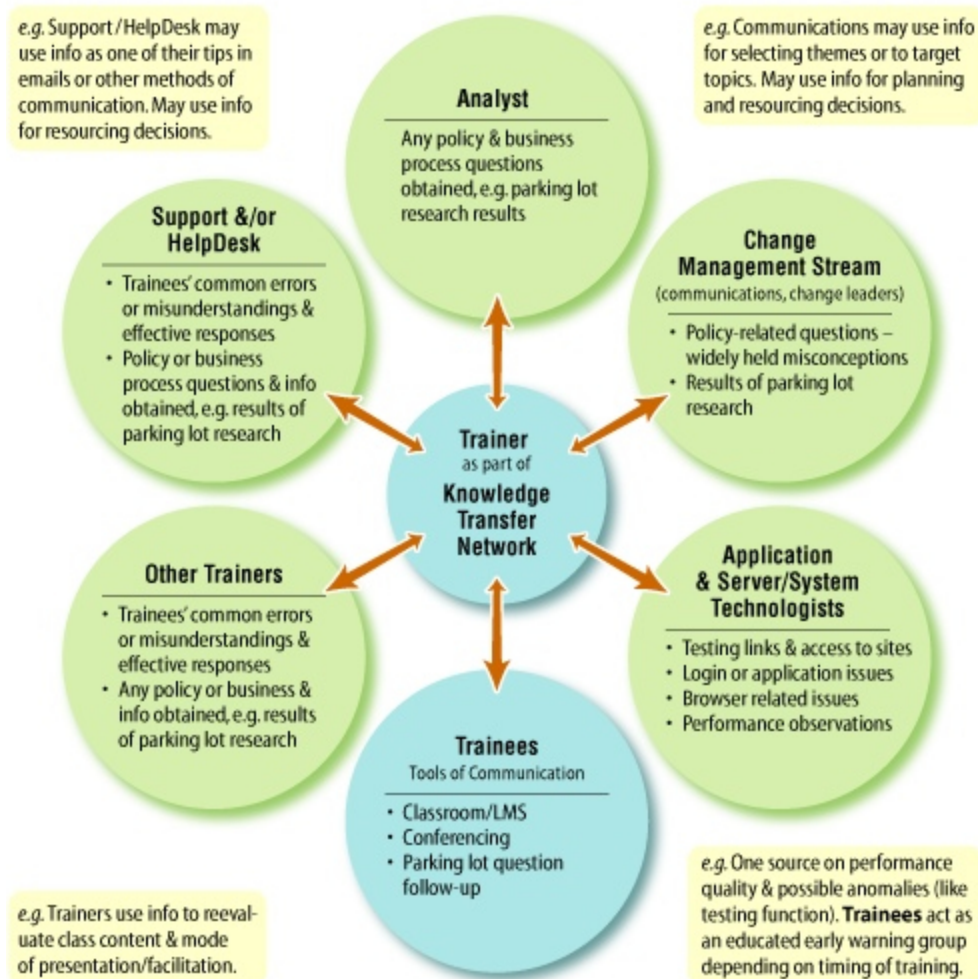 e.g. Support/HelpDesk may
use info as one of their tips in
emails or other methods of
communication. May use info
for resourcing decisions.
e.g. Communications may use info
for selecting themes or to target
topics. May use info for planning
and resourcing decisions.
Analyst
Any policy & business
process questions
obtained, e.g. parking lot
research results
Support &/or
HelpDesk
• Trainees' common errors
or misunderstandings &
effective responses
• Policy or business
process questions & info
obtained, e.g. results of
parking lot research
Change
Management Stream
(communications, change leaders)
• Policy-related questions –
widely held misconceptions
• Results of parking lot
research
Trainer
as part of
Knowledge
Transfer
Network
Other Trainers
• Trainees' common errors
or misunderstandings &
effective responses
• Any policy or business &
info obtained, e.g. results
of parking lot research
Application
& Server/System
Technologists
• Testing links & access to sites
• Login or application issues
• Browser related issues
• Performance observations
Trainees
Tools of Communication
• Classroom/LMS
• Conferencing
• Parking lot question
follow-up
e.g. Trainers use info to reeval-
uate class content & mode
of presentation/facilitation.
e.g. One source on performance
quality & possible anomalies (like
testing function). Trainees act as
an educated early warning group
depending on timing of training.